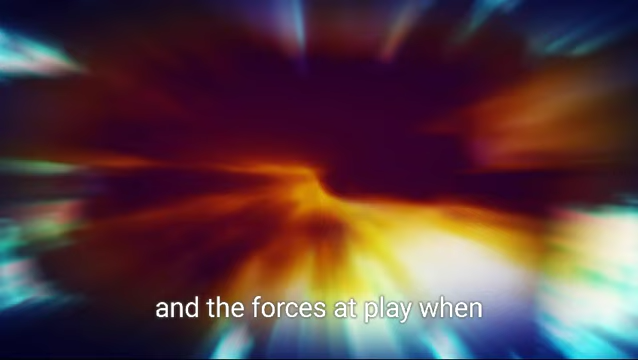 and the forces at play when